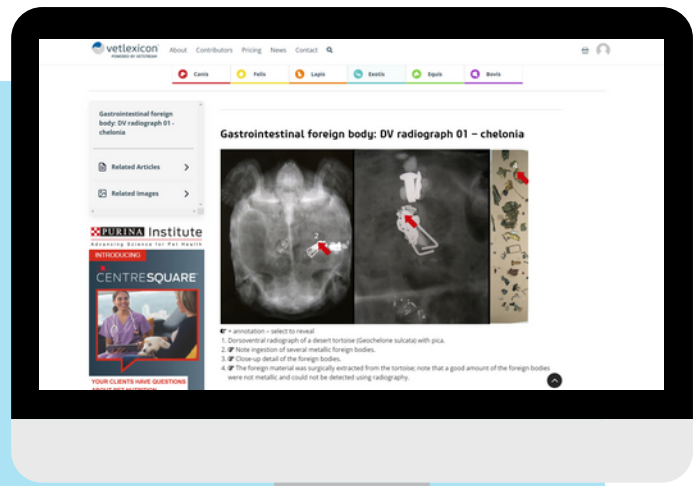 vetlexicon
POWERED BY VETSTREAM
About Contributors Pricing News Contact
Canis Felis Lapis Exotis Equis Bovis
Gastrointestinal foreign
body: DV radiograph 01 -
chelonia
Related Articles
Related Images
PURINA Institute
Advancing Science for Pet Health
INTRODUCING
CENTRESQUARE
YOUR CLIENTS HAVE QUESTIONS
ABOUT PET NUTRITION
Gastrointestinal foreign body: DV radiograph 01 – chelonia
2
= annotation – select to reveal
1. Dorsoventral radiograph of a desert tortoise (Geochelone sulcata) with pica.
2. Note ingestion of several metallic foreign bodies.
3. Close-up detail of the foreign bodies.
4. The foreign material was surgically extracted from the tortoise; note that a good amount of the foreign bodies
were not metallic and could not be detected using radiography.